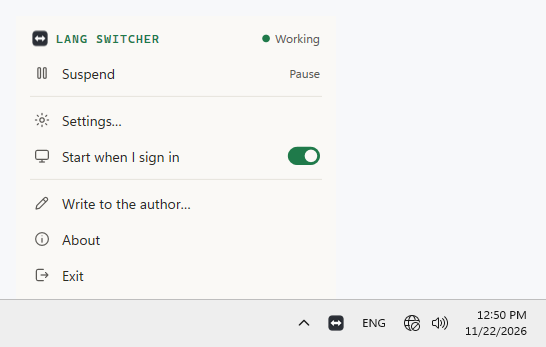 LANG SWITCHER
Working
Suspend
Pause
Settings...
Start when I sign in
Write to the author...
About
Exit
ENG
12:50 PM
11/22/2026